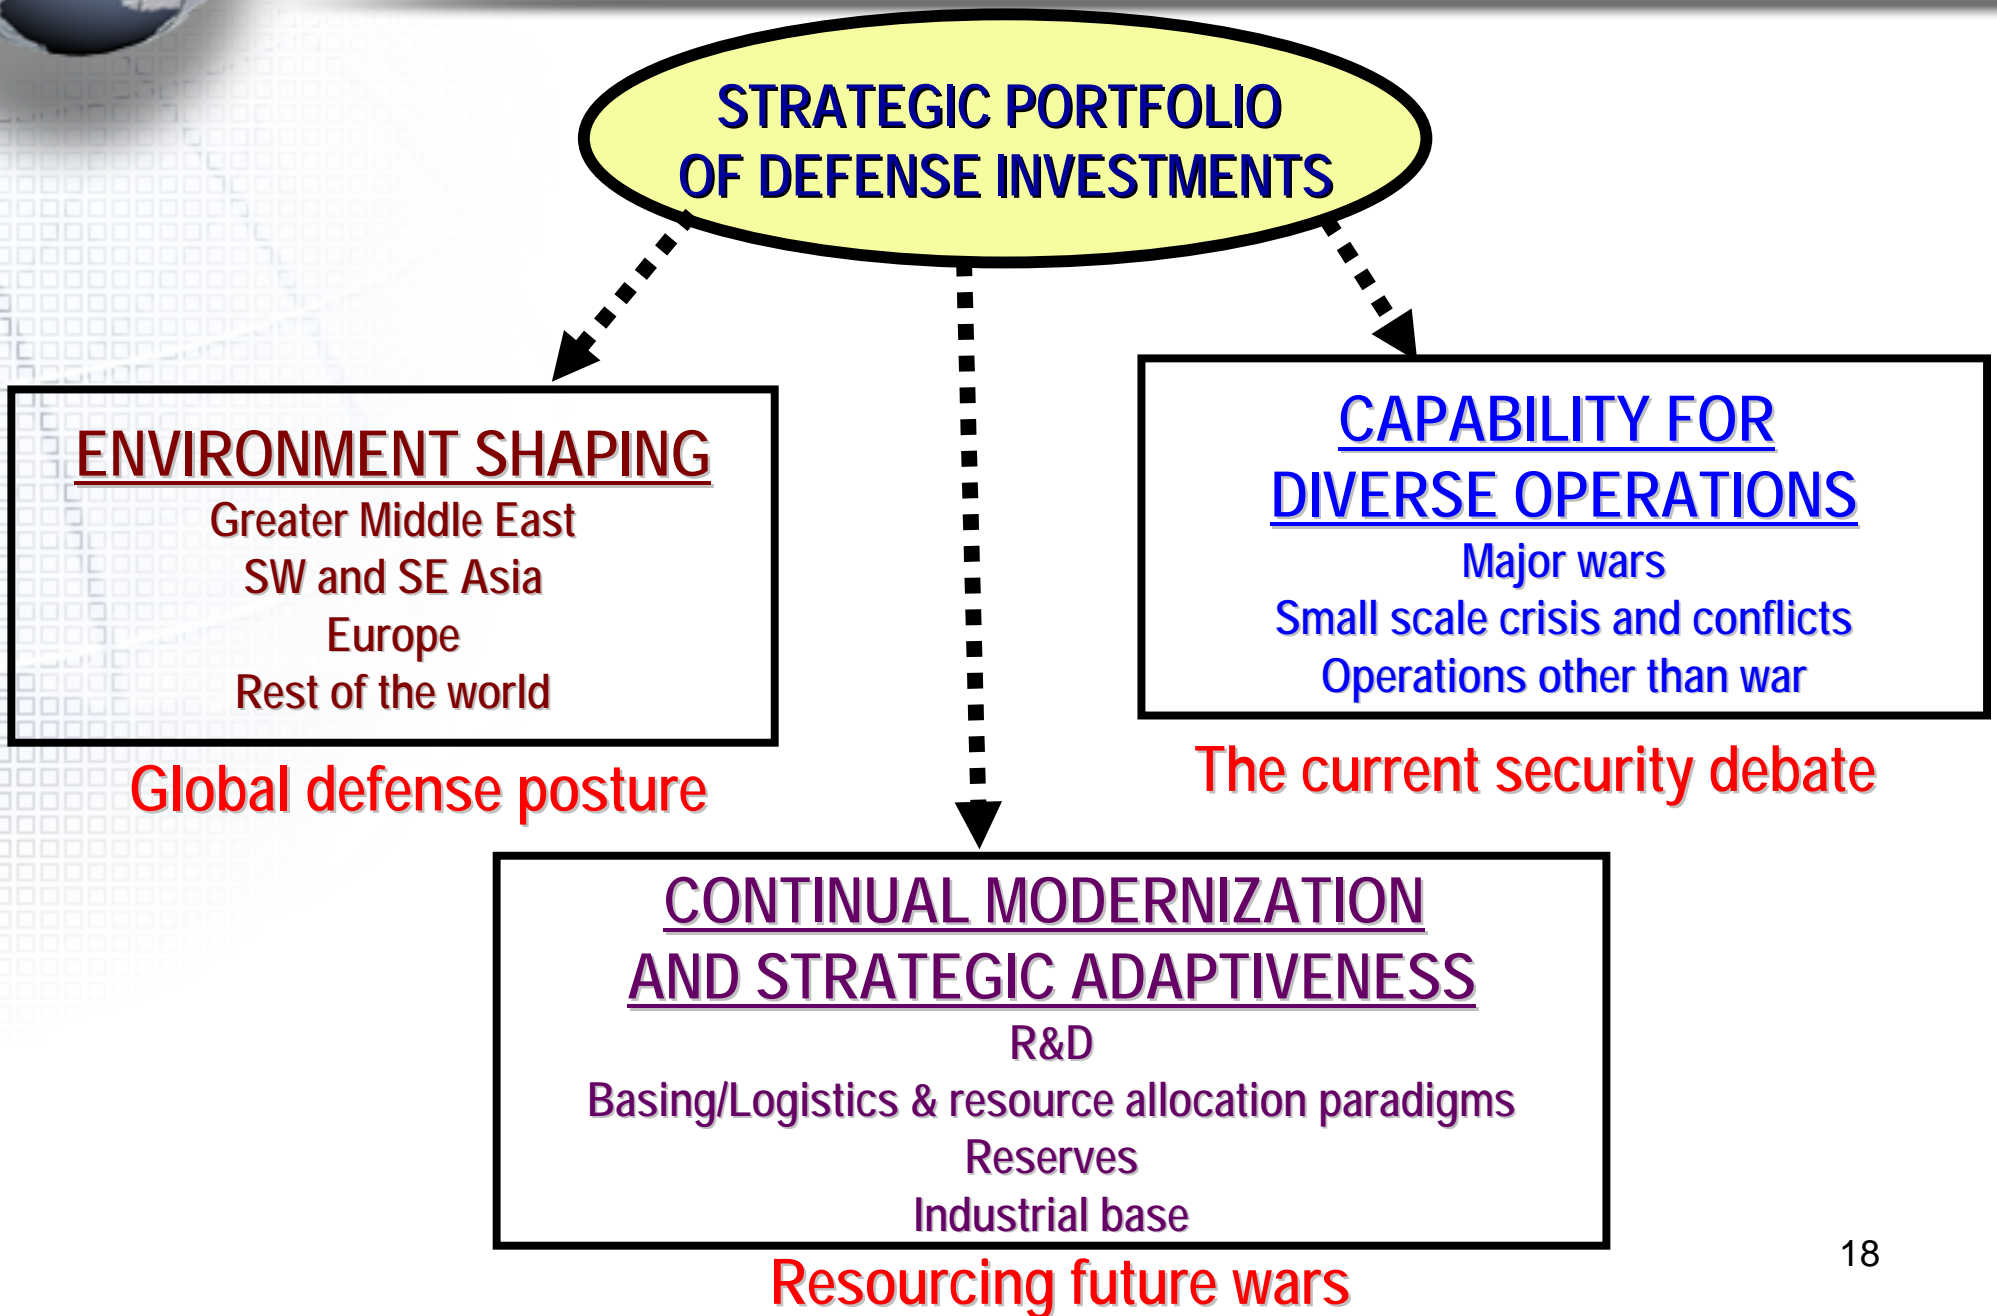 STRATEGIC PORTFOLIO
OF DEFENSE INVESTMENTS
ENVIRONMENT SHAPING
Greater Middle East
SW and SE Asia
Europe
Rest of the world
Global defense posture
CAPABILITY FOR
DIVERSE OPERATIONS
Major wars
Small scale crisis and conflicts
Operations other than war
The current security debate
CONTINUAL MODERNIZATION
AND STRATEGIC ADAPTIVENESS
R&D
Basing/Logistics & resource allocation paradigms
Reserves
Industrial base
Resourcing future wars
18